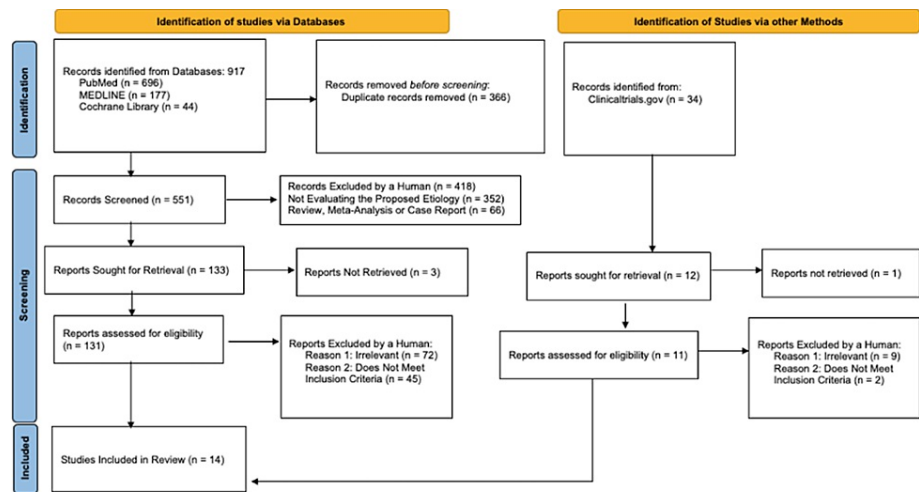 Identification of studies via Databases
Identification of Studies via other Methods
Identification
Records identified from Databases: 917
PubMed (n = 696)
MEDLINE (n = 177)
Cochrane Library (n = 44)
Records removed before screening:
Duplicate records removed (n = 366)
Records identified from:
Clinicaltrials.gov (n = 34)
Screening
Records Screened (n = 551)
Records Excluded by a Human (n = 418)
Not Evaluating the Proposed Etiology (n = 352)
Review, Meta-Analysis or Case Report (n = 66)
Reports Sought for Retrieval (n = 133)
Reports Not Retrieved (n = 3)
Reports sought for retrieval (n = 12)
Reports not retrieved (n = 1)
Reports assessed for eligibility
(n = 131)
Reports Excluded by a Human:
Reason 1: Irrelevant (n = 72)
Reason 2: Does Not Meet
Inclusion Criteria (n = 45)
Reports assessed for eligibility (n = 11)
Reports Excluded by a Human:
Reason 1: Irrelevant (n = 9)
Reason 2: Does Not Meet
Inclusion Criteria (n = 2)
Included
Studies Included in Review (n = 14)